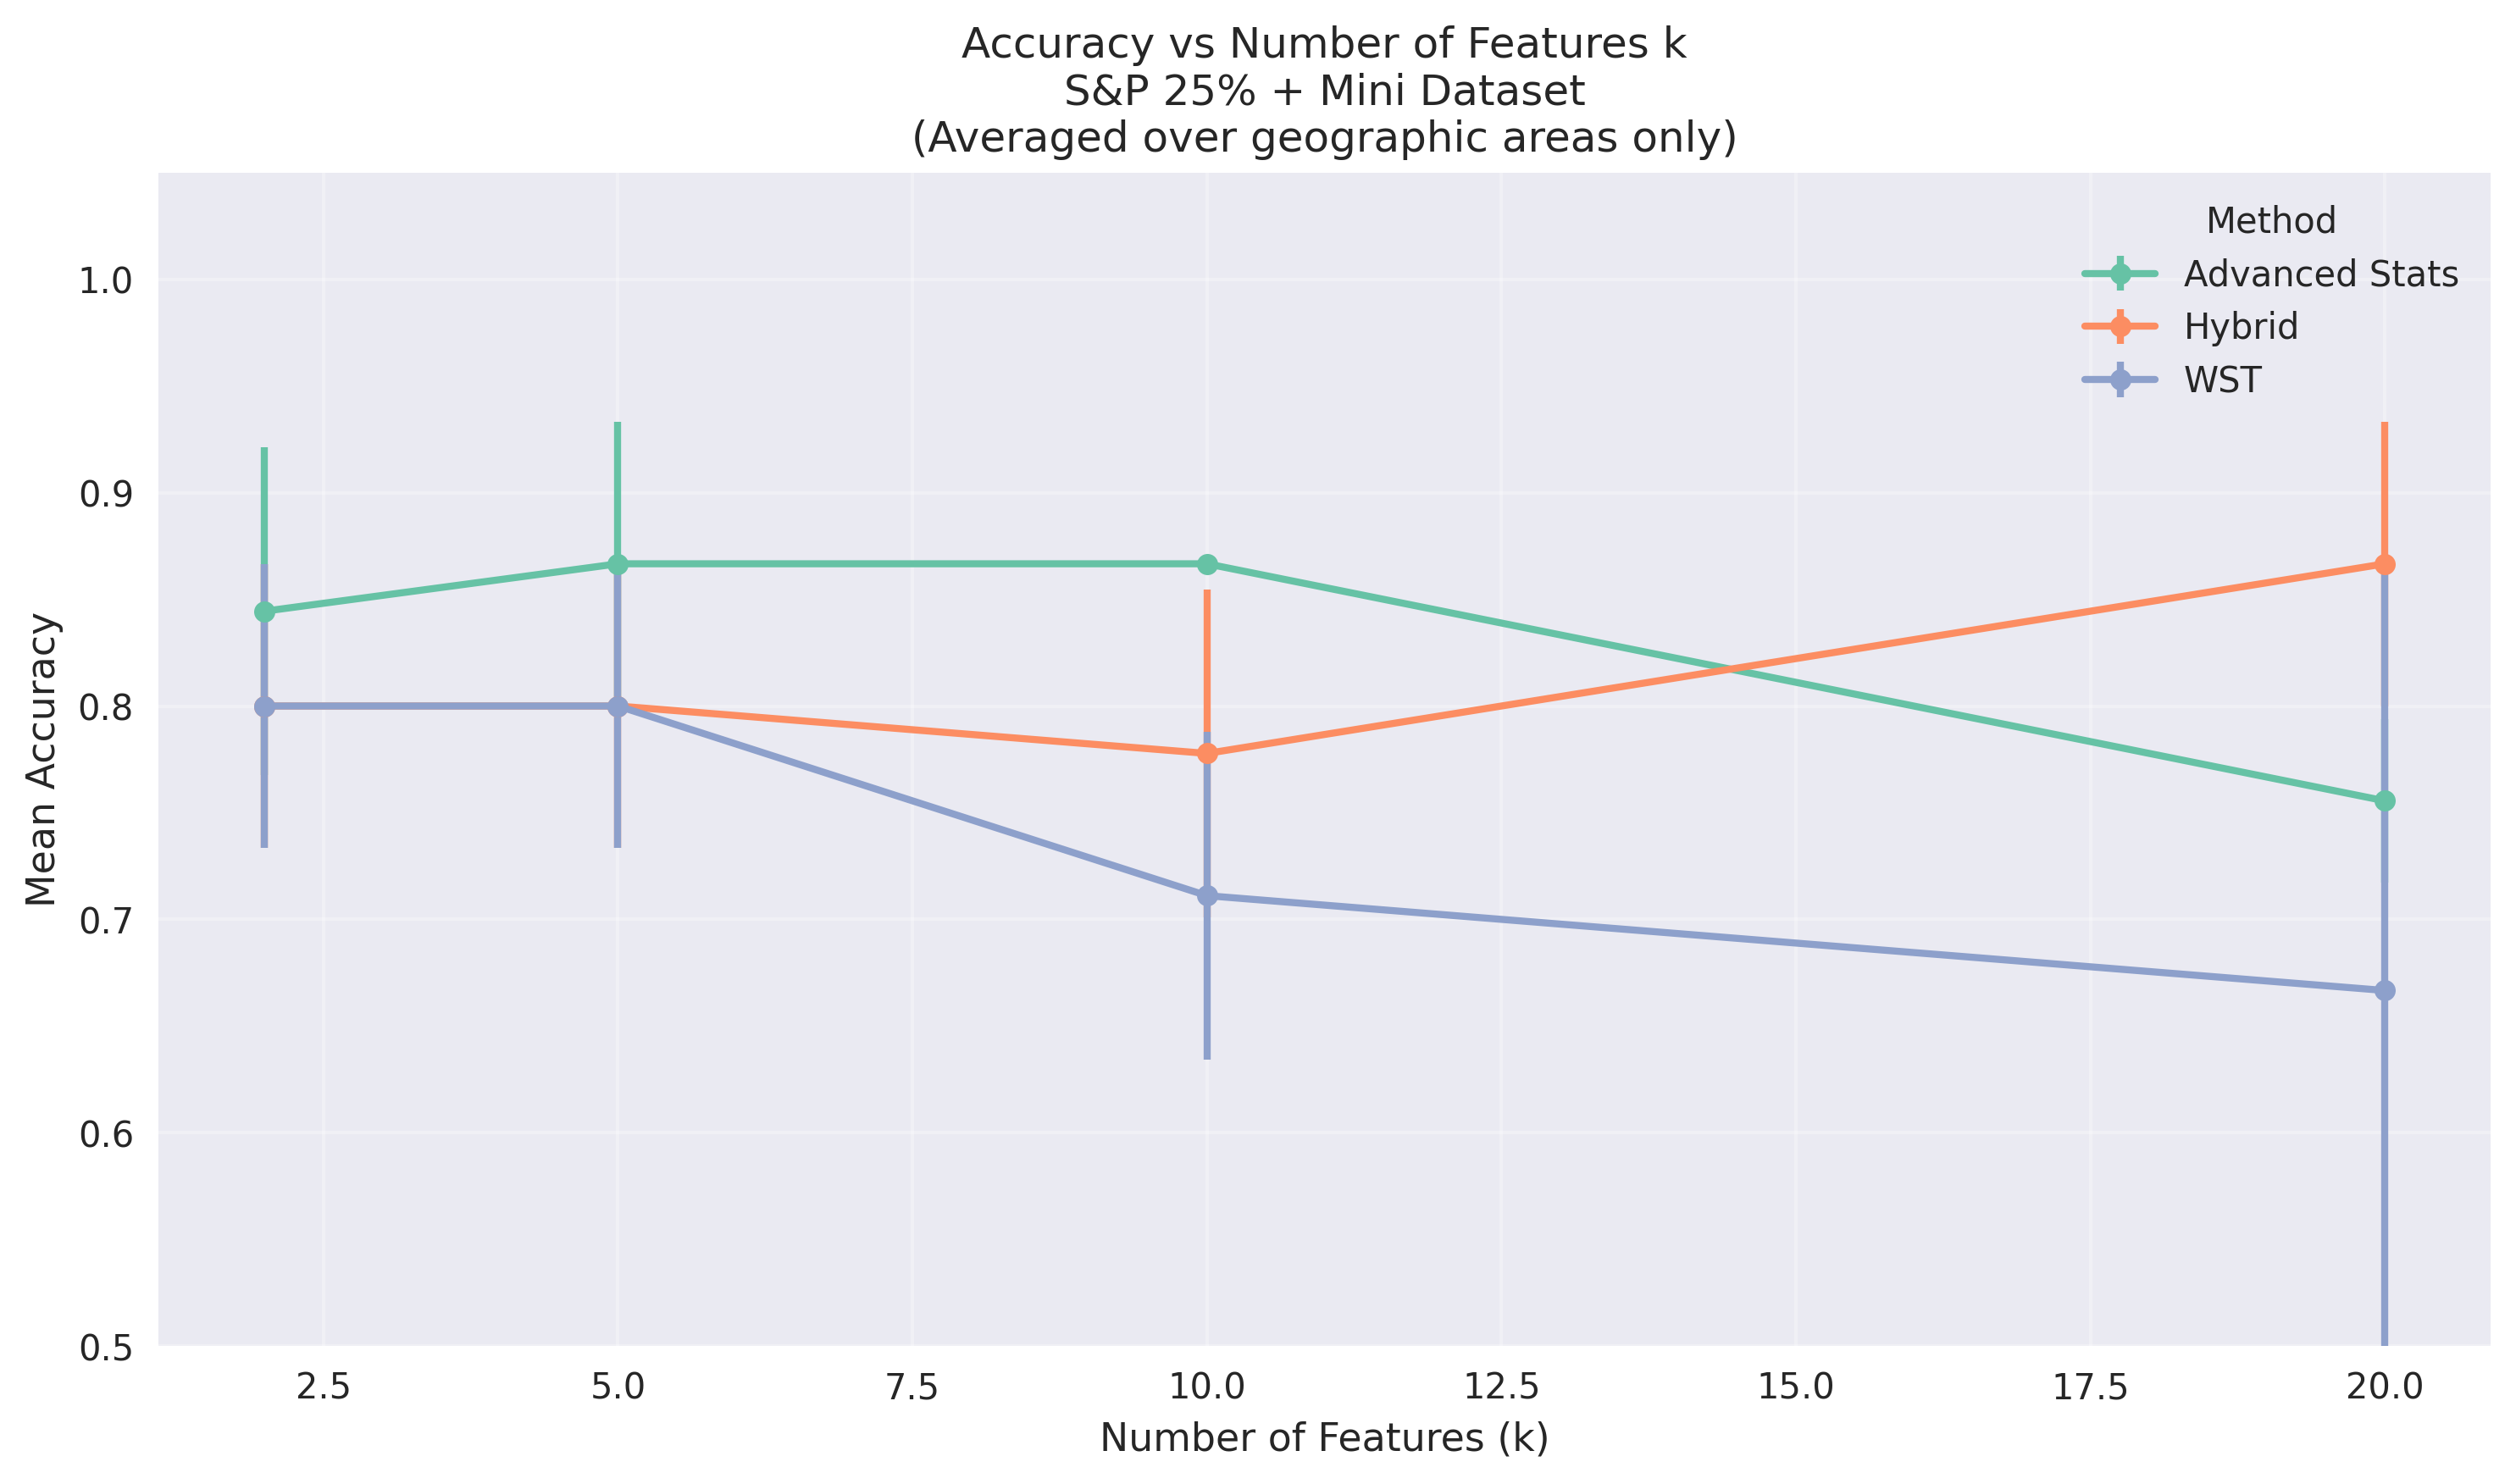 Accuracy vs Number of Features k
S&P 25% + Mini Dataset
(Averaged over geographic areas only)
Method
Advanced Stats
Hybrid
WST
Mean Accuracy
1.0
0.9
0.8
0.7
0.6
0.5
2.5 5.0 7.5 10.0 12.5 15.0 17.5 20.0
Number of Features (k)